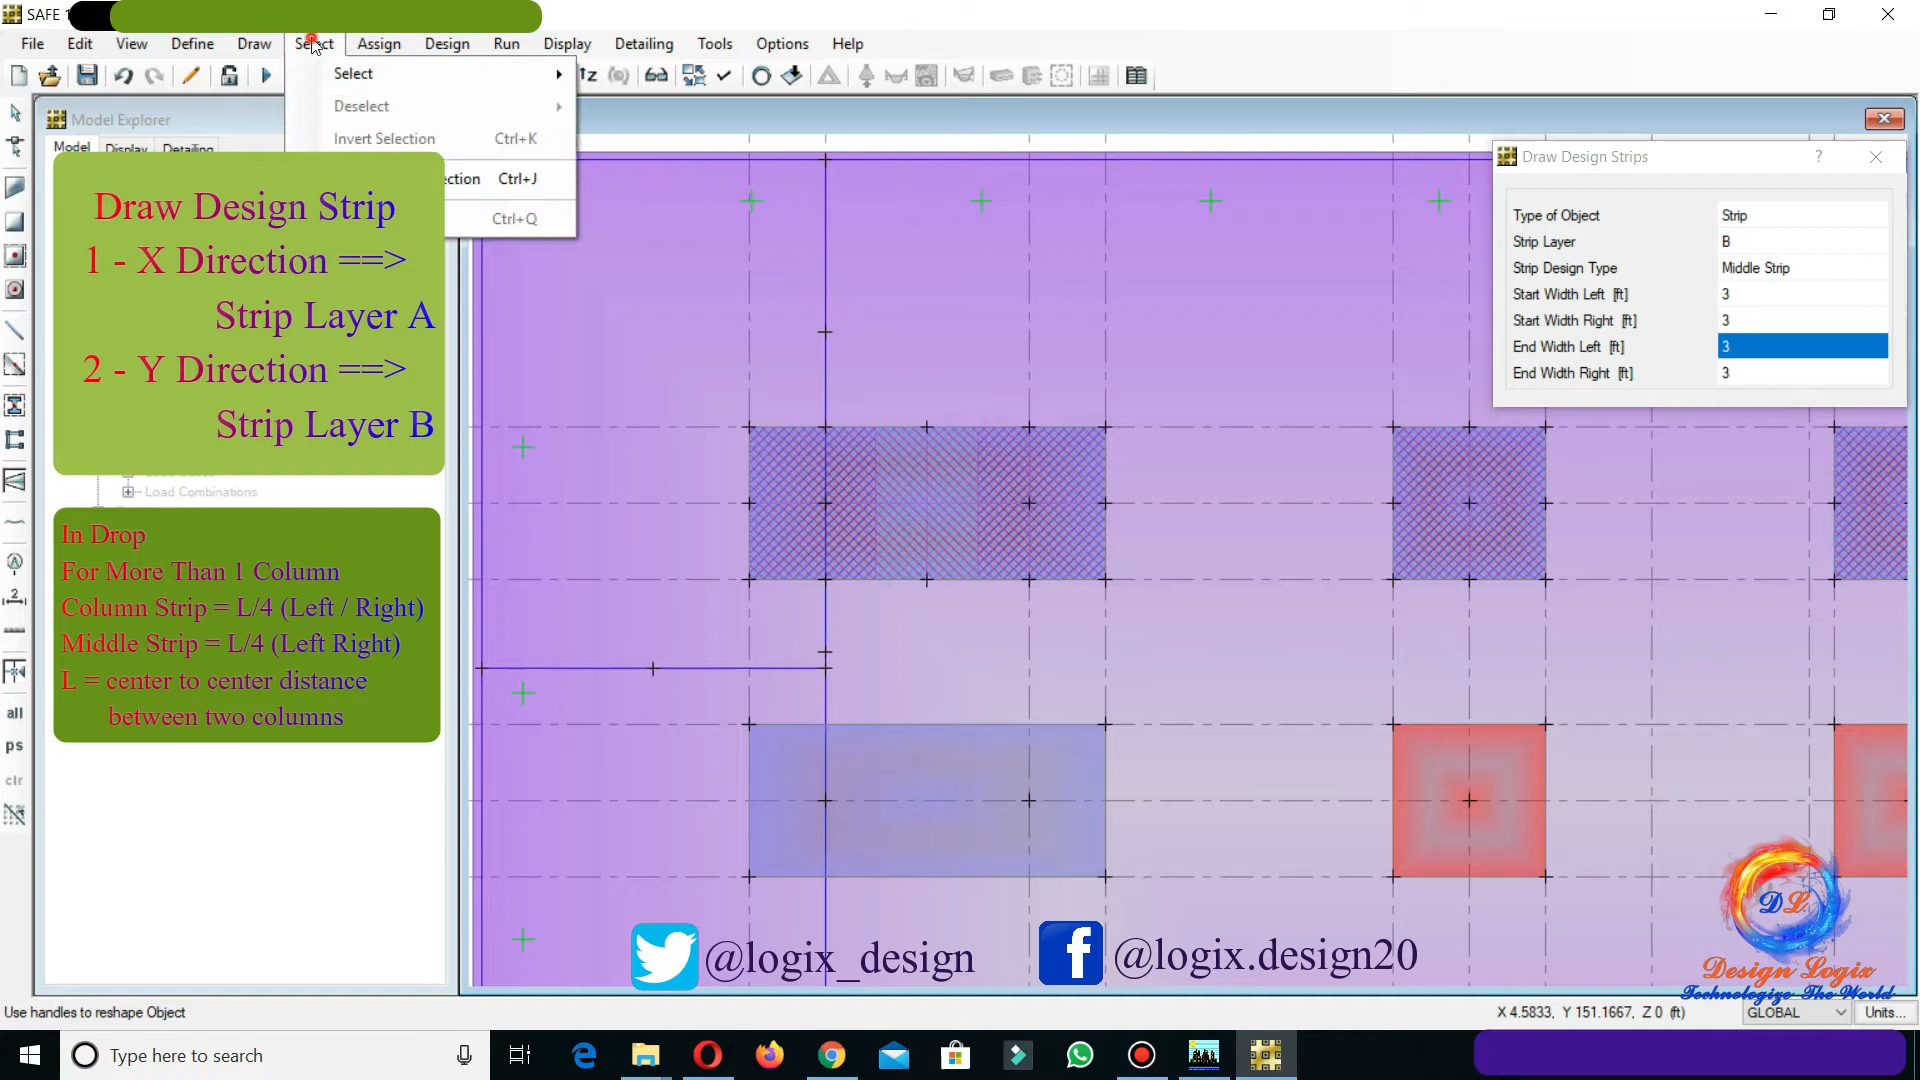 SAFE 1
File Edit View Define Draw Select Assign Design Run Display Detailing Tools Options Help
Select
Deselect
Invert Selection Ctrl+K
ection Ctrl+J
Ctrl+Q
Model Explorer
Model Display Detailing
Draw Design Strip
1 - X Direction ==>
Strip Layer A
2 - Y Direction ==>
Strip Layer B
Load Combinations
In Drop
For More Than 1 Column
Column Strip = L/4 (Left / Right)
Middle Strip = L/4 (Left Right)
L = center to center distance
between two columns
all
ps
clr
Draw Design Strips ?
Type of Object Strip
Strip Layer B
Strip Design Type Middle Strip
Start Width Left [ft] 3
Start Width Right [ft] 3
End Width Left [ft] 3
End Width Right [ft] 3
@logix_design
f @logix.design20
DL
Design Logix
Technologize The World
Use handles to reshape Object
X 4.5833, Y 151.1667, Z 0 (ft)
GLOBAL
Units...
Type here to search